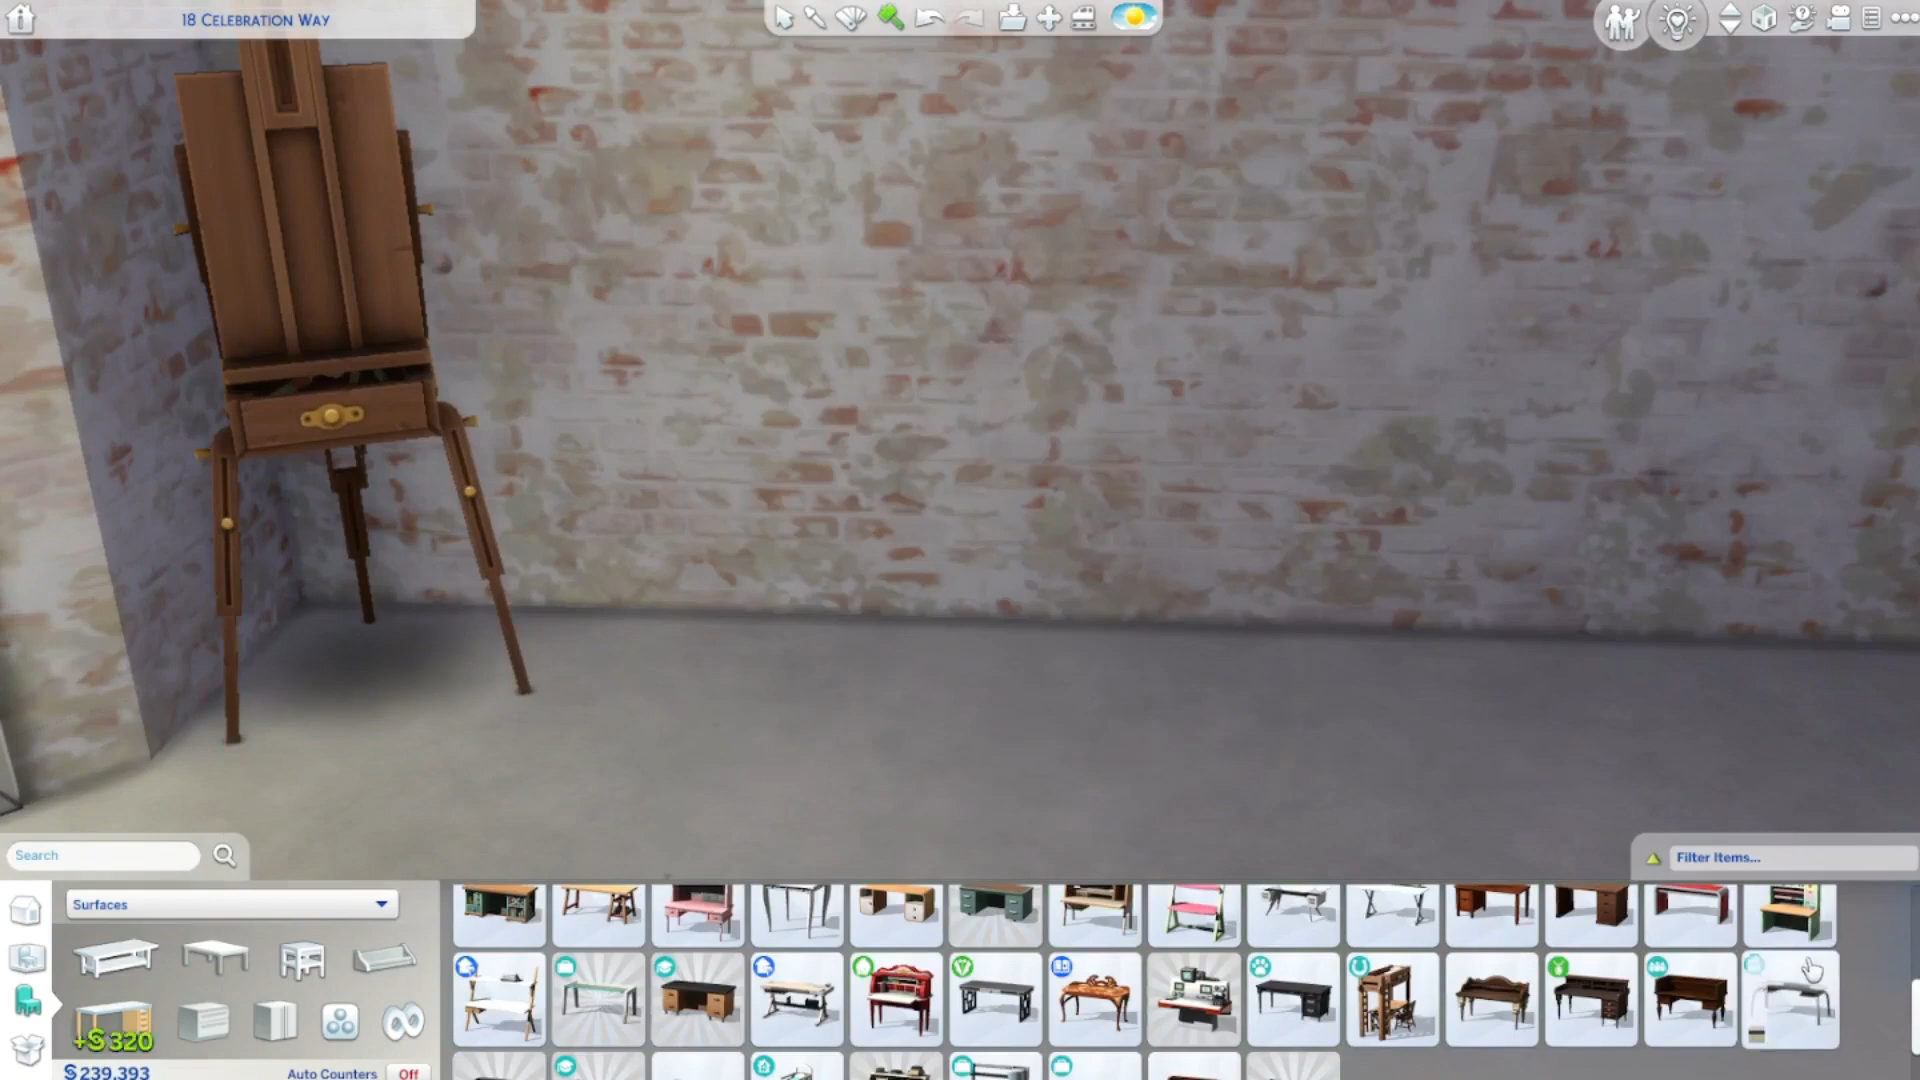 18 Celebration Way
Search
Filter Items...
Surfaces
+§320
§239,393
Auto Counters
Off